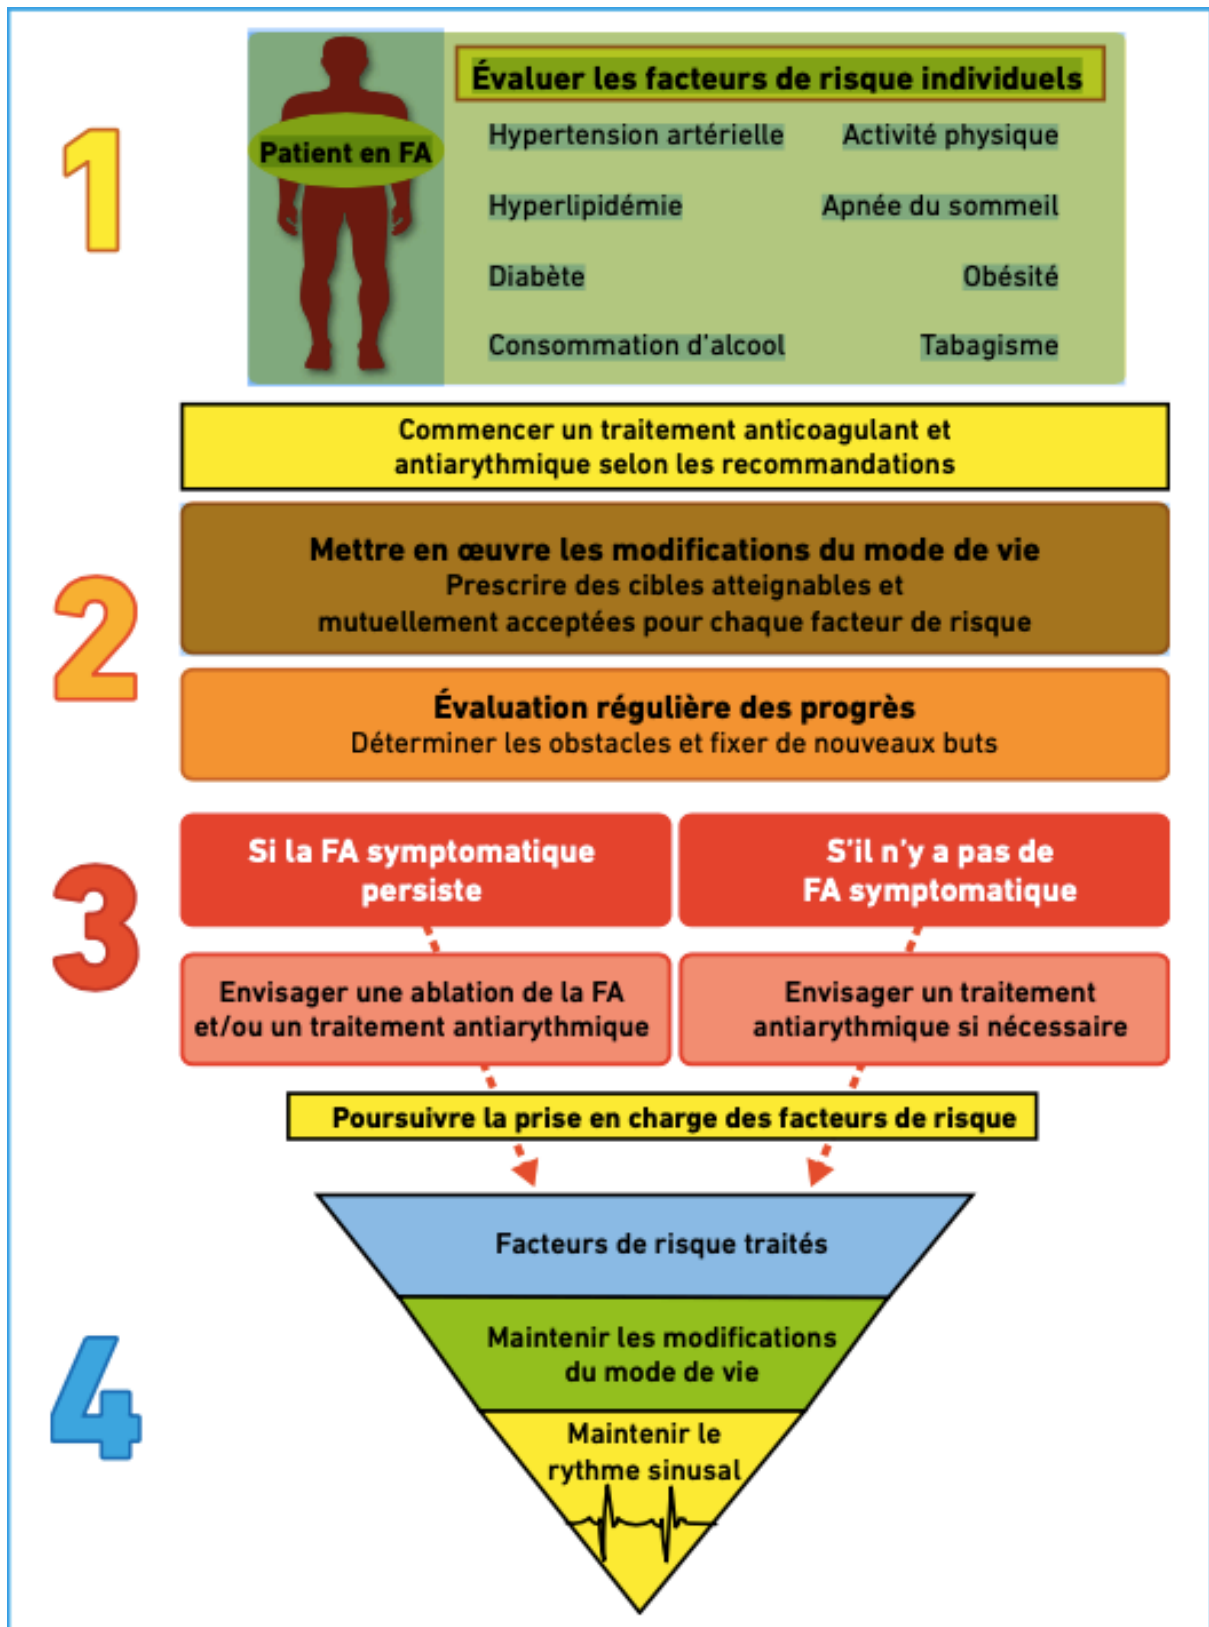 1
Patient en FA
Évaluer les facteurs de risque individuels
Hypertension artérielle
Activité physique
Hyperlipidémie
Apnée du sommeil
Diabète
Obésité
Consommation d'alcool
Tabagisme
Commencer un traitement anticoagulant et
antiarythmique selon les recommandations
2
Mettre en œuvre les modifications du mode de vie
Prescrire des cibles atteignables et
mutuellement acceptées pour chaque facteur de risque
Évaluation régulière des progrès
Déterminer les obstacles et fixer de nouveaux buts
3
Si la FA symptomatique
persiste
S'il n'y a pas de
FA symptomatique
Envisager une ablation de la FA
et/ou un traitement antiarythmique
Envisager un traitement
antiarythmique si nécessaire
Poursuivre la prise en charge des facteurs de risque
4
Facteurs de risque traités
Maintenir les modifications
du mode de vie
Maintenir le
rythme sinusal